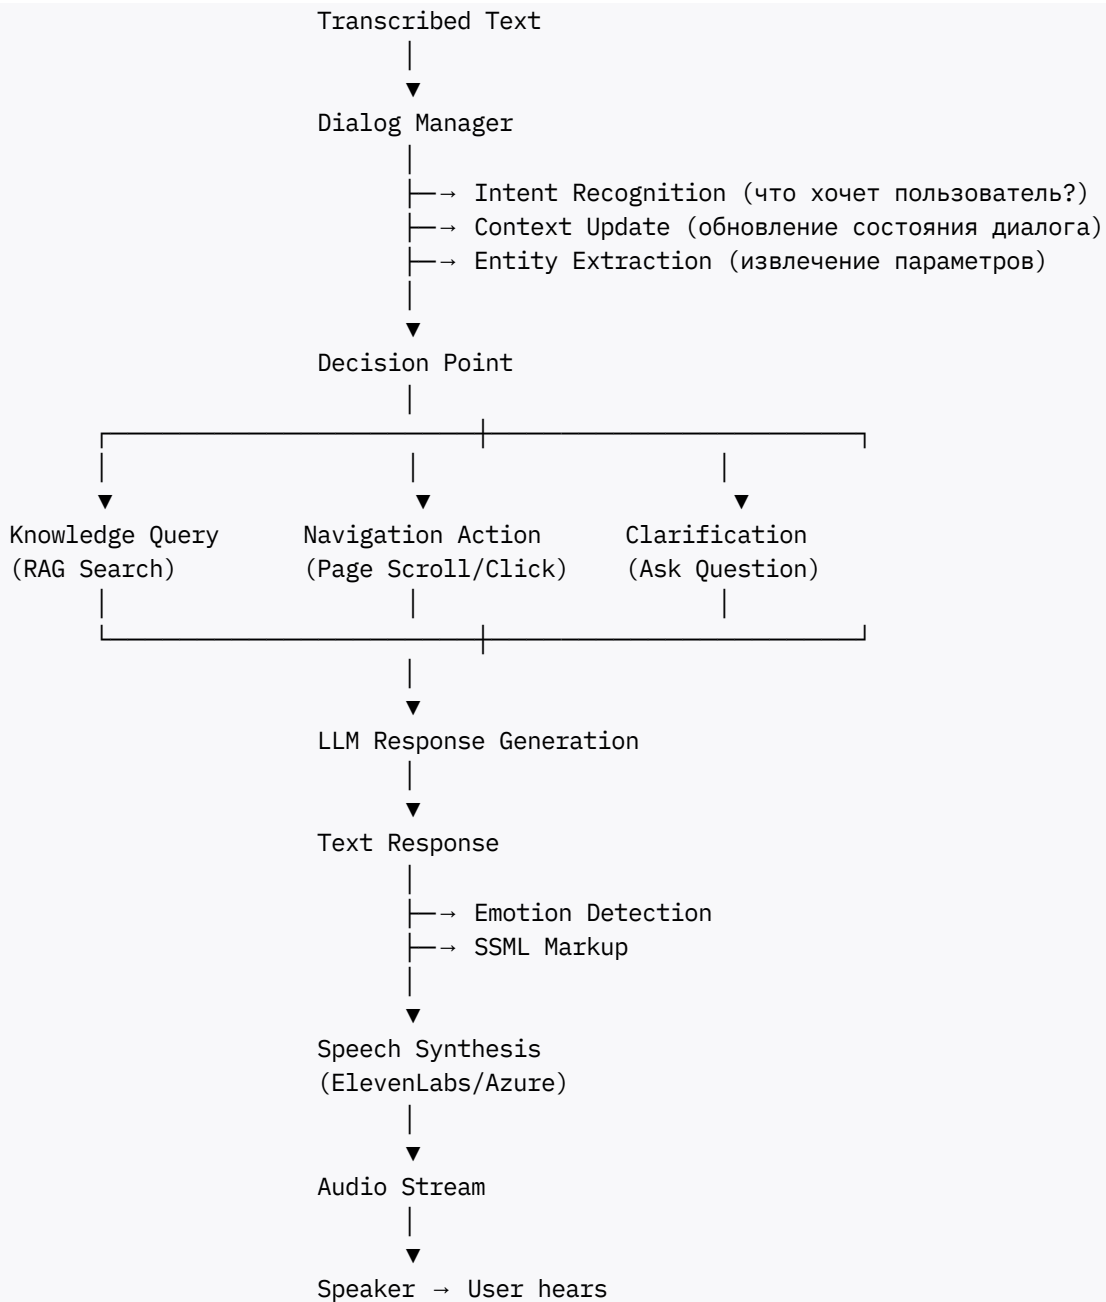 Transcribed Text
Dialog Manager
→ Intent Recognition (что хочет пользователь?)
→ Context Update (обновление состояния диалога)
→ Entity Extraction (извлечение параметров)
Decision Point
Knowledge Query Navigation Action Clarification
(RAG Search) (Page Scroll/Click) (Ask Question)
LLM Response Generation
Text Response
→ Emotion Detection
→ SSML Markup
Speech Synthesis
(ElevenLabs/Azure)
Audio Stream
Speaker → User hears